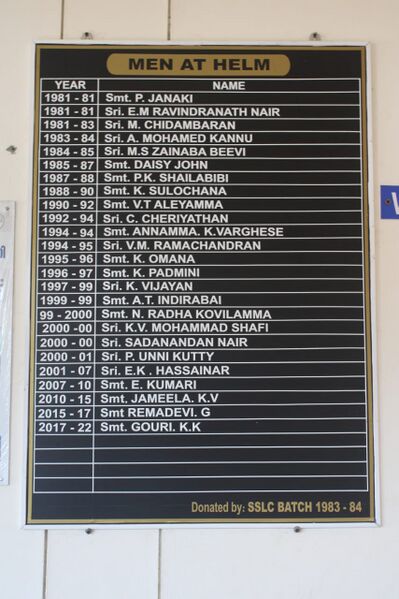 MEN AT HELM
YEAR NAME
1981 - 81 Smt. P. JANAKI
1981 - 81 Sri. E.M RAVINDRANATH NAIR
1981 - 83 Sri. M. CHIDAMBARAN
1983 - 84 Sri. A. MOHAMED KANNU
1984 - 85 Sri. M.S ZAINABA BEEVI
1985 - 87 Smt. DAISY JOHN
1987 - 88 Smt. P.K. SHAILABIBI
1988 - 90 Smt. K. SULOCHANA
1990 - 92 Smt. V.T ALEYAMMA
1992 - 94 Sri. C. CHERIYATHAN
1994 - 94 Smt. ANNAMMA. K.VARGHESE
1994 - 95 Sri. V.M. RAMACHANDRAN
1995 - 96 Smt. K. OMANA
1996 - 97 Smt. K. PADMINI
1997 - 99 Sri. K. VIJAYAN
1999 - 99 Smt. A.T. INDIRABAI
99 - 2000 Smt. N. RADHA KOVILAMMA
2000 -00 Sri. K.V. MOHAMMAD SHAFI
2000 - 00 Sri. SADANANDAN NAIR
2000 - 01 Sri. P. UNNI KUTTY
2001 - 07 Sri. E.K . HASSAINAR
2007 - 10 Smt. E. KUMARI
2010 - 15 Smt. JAMEELA. K.V
2015 - 17 Smt REMADEVI. G
2017 - 22 Smt. GOURI. K.K
Donated by: SSLC BATCH 1983 - 84